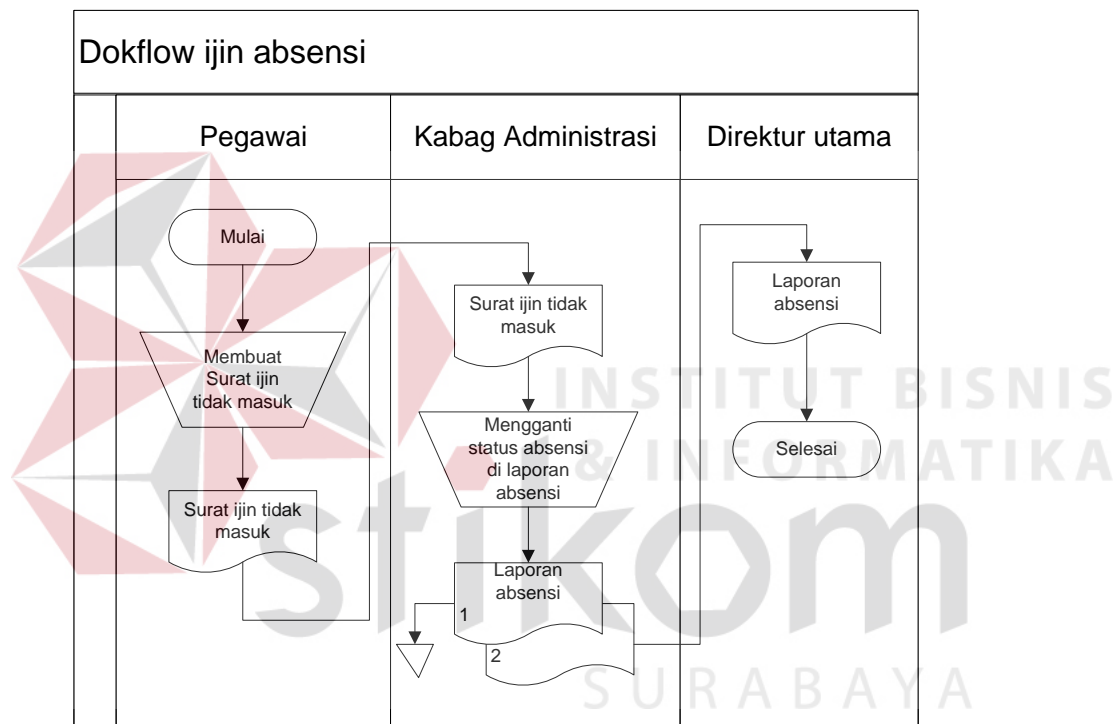 Dokflow ijin absensi
Pegawai
Kabag Administrasi
Direktur utama
Mulai
Membuat
Surat ijin
tidak masuk
Surat ijin tidak
masuk
Surat ijin tidak
masuk
Mengganti
status absensi
di laporan
absensi
Laporan
absensi
1
2
Laporan
absensi
Selesai
INSTITUT BISNIS
& INFORMATIKA
stikom
SURABAYA